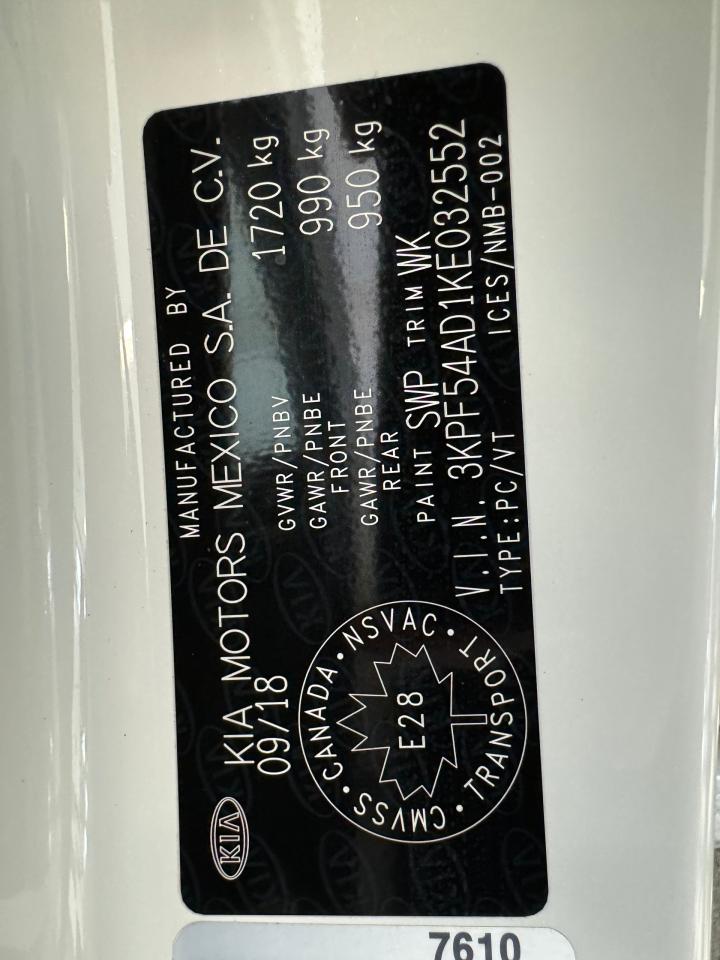 MANUFACTURED BY
KIA KIA MOTORS MEXICO S.A. DE C.V.
09/18
GVWR/PNBV 1720 kg
GAWR/PNBE FRONT 990 kg
GAWR/PNBE REAR 950 kg
PAINT SWP TRIM WK
V.I.N. 3KPF54AD1KE032552
TYPE:PC/VT ICES/NMB-002
CANADA • NSVAC • TRANSPORT • CMVSS •
E28
7610